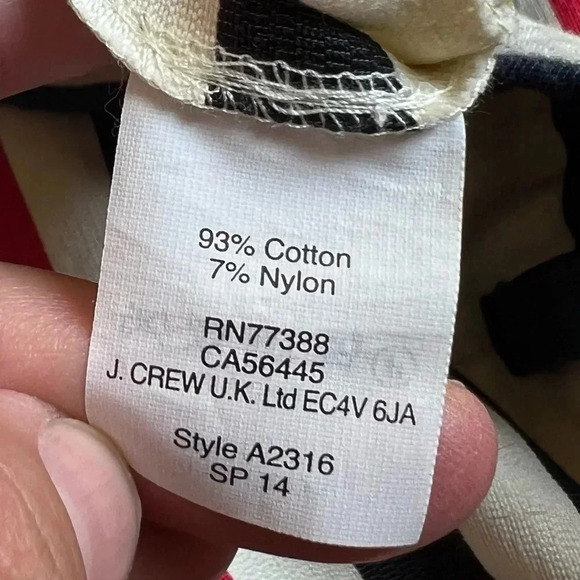 93% Cotton
7% Nylon
RN77388
CA56445
J. CREW U.K. Ltd EC4V 6JA
Style A2316
SP 14